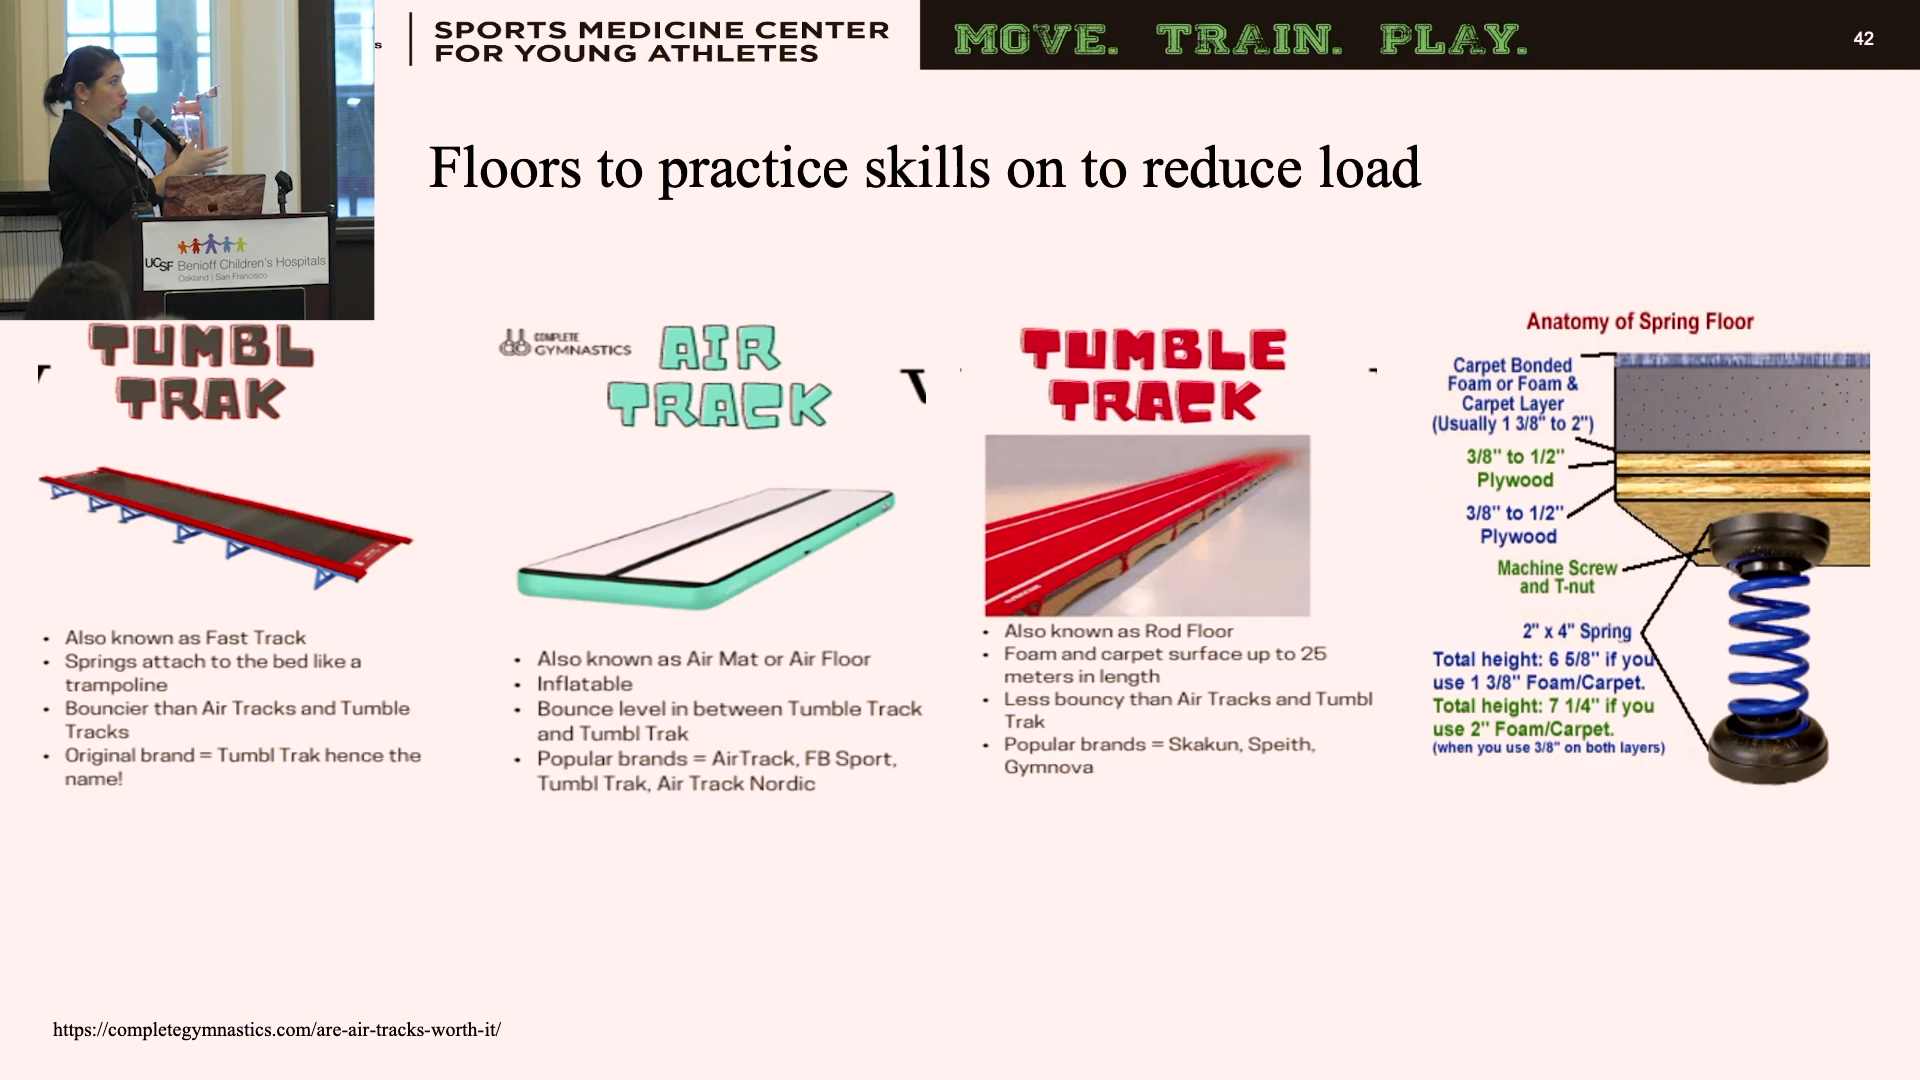 s
SPORTS MEDICINE CENTER
FOR YOUNG ATHLETES
MOVE. TRAIN. PLAY.
42
UCSF Benioff Children's Hospitals
Oakland | San Francisco
Floors to practice skills on to reduce load
TUMBL
TRAK
• Also known as Fast Track
• Springs attach to the bed like a
trampoline
• Bouncier than Air Tracks and Tumble
Tracks
• Original brand = Tumbl Trak hence the
name!
COMPLETE
GYMNASTICS
AIR
TRACK
• Also known as Air Mat or Air Floor
• Inflatable
• Bounce level in between Tumble Track
and Tumbl Trak
• Popular brands = AirTrack, FB Sport,
Tumbl Trak, Air Track Nordic
TUMBLE
TRACK
• Also known as Rod Floor
• Foam and carpet surface up to 25
meters in length
• Less bouncy than Air Tracks and Tumbl
Trak
• Popular brands = Skakun, Speith,
Gymnova
Anatomy of Spring Floor
Carpet Bonded
Foam or Foam &
Carpet Layer
(Usually 1 3/8" to 2")
3/8" to 1/2"
Plywood
3/8" to 1/2"
Plywood
Machine Screw
and T-nut
2" x 4" Spring
Total height: 6 5/8" if you
use 1 3/8" Foam/Carpet.
Total height: 7 1/4" if you
use 2" Foam/Carpet.
(when you use 3/8" on both layers)
https://completegymnastics.com/are-air-tracks-worth-it/